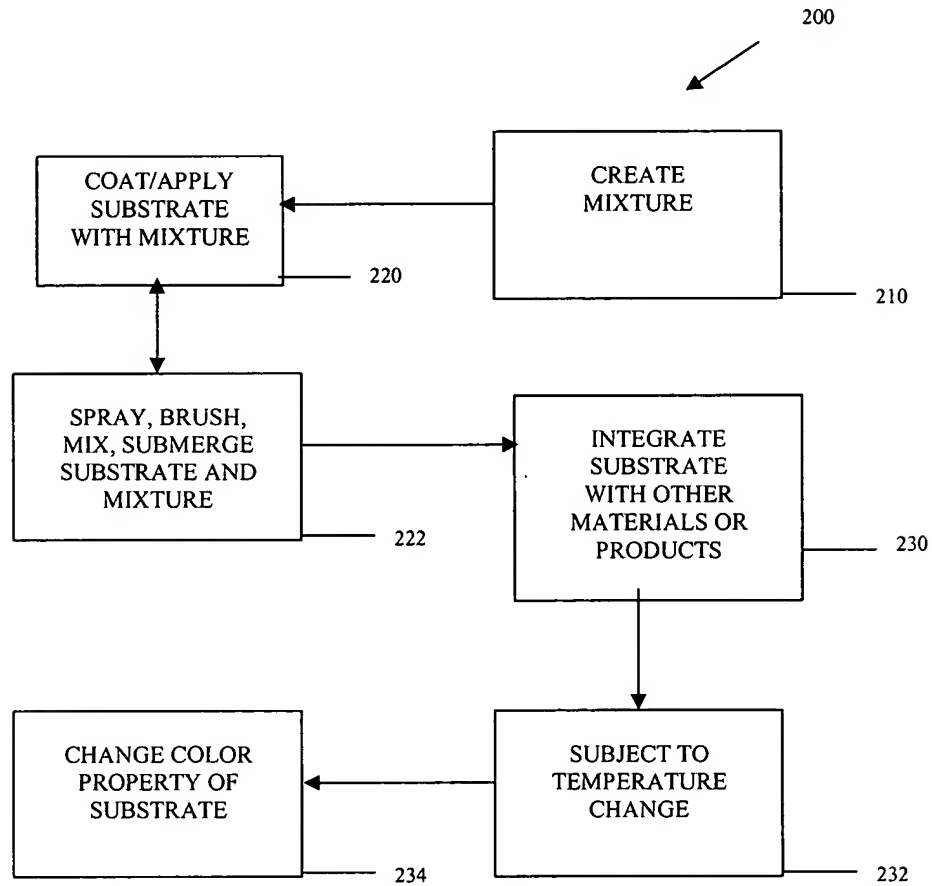 200
CREATE
MIXTURE
210
COAT/APPLY
SUBSTRATE
WITH MIXTURE
220
SPRAY, BRUSH,
MIX, SUBMERGE
SUBSTRATE AND
MIXTURE
222
INTEGRATE
SUBSTRATE
WITH OTHER
MATERIALS OR
PRODUCTS
230
SUBJECT TO
TEMPERATURE
CHANGE
232
CHANGE COLOR
PROPERTY OF
SUBSTRATE
234